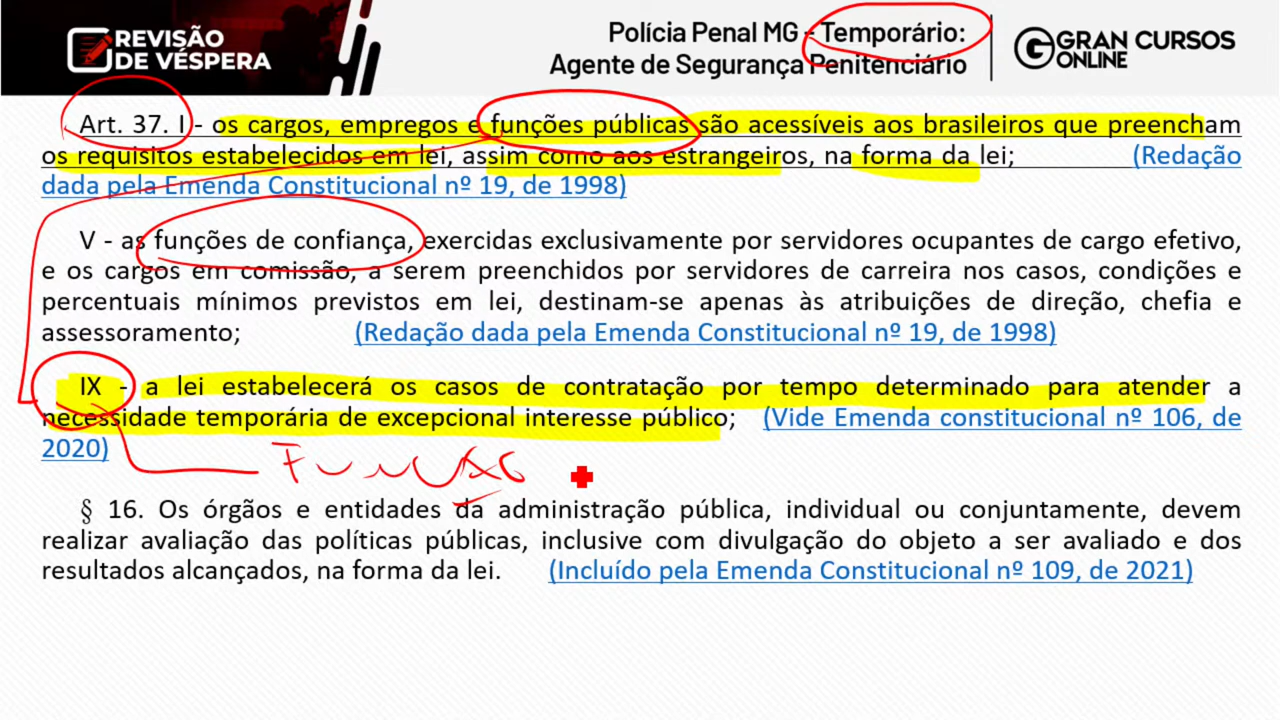 REVISÃO
DE VÉSPERA
Polícia Penal MG - Temporário:
Agente de Segurança Penitenciário
GRAN CURSOS
ONLINE
Art. 37. I - os cargos, empregos e funções públicas são acessíveis aos brasileiros que preencham
os requisitos estabelecidos em lei, assim como aos estrangeiros, na forma da lei; (Redação
dada pela Emenda Constitucional nº 19, de 1998)
V - as funções de confiança, exercidas exclusivamente por servidores ocupantes de cargo efetivo,
e os cargos em comissão, a serem preenchidos por servidores de carreira nos casos, condições e
percentuais mínimos previstos em lei, destinam-se apenas às atribuições de direção, chefia e
assessoramento; (Redação dada pela Emenda Constitucional nº 19, de 1998)
IX - a lei estabelecerá os casos de contratação por tempo determinado para atender a
necessidade temporária de excepcional interesse público; (Vide Emenda constitucional nº 106, de
2020)
FUNÇÃO
§ 16. Os órgãos e entidades da administração pública, individual ou conjuntamente, devem
realizar avaliação das políticas públicas, inclusive com divulgação do objeto a ser avaliado e dos
resultados alcançados, na forma da lei. (Incluído pela Emenda Constitucional nº 109, de 2021)